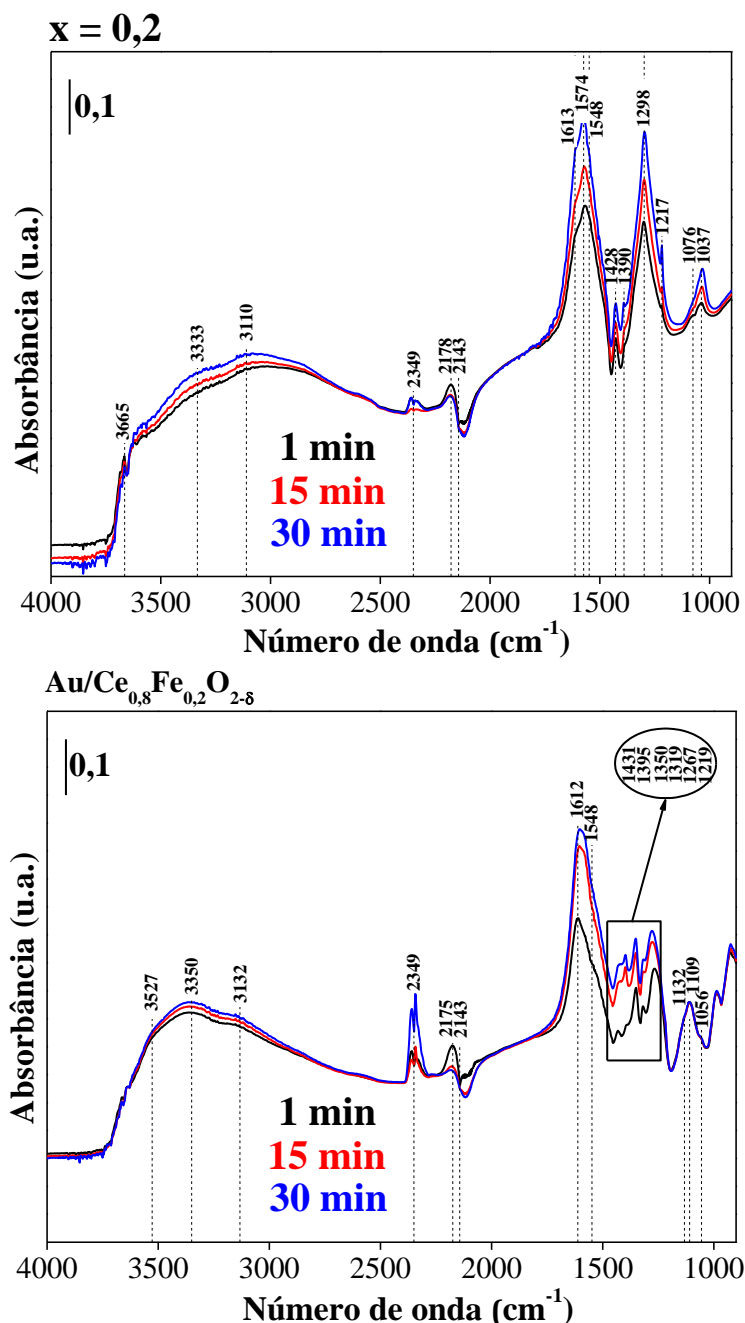 x = 0,2
0,1
3665
3333
3110
2349
2178
2143
1613
1574
1548
1428
1390
1298
1217
1076
1037
1 min
15 min
30 min
Absorbância (u.a.)
4000 3500 3000 2500 2000 1500 1000
Número de onda (cm⁻¹)
Au/Ce₀,₈Fe₀,₂O₂₋δ
0,1
3527
3350
3132
2349
2175
2143
1612
1548
1431
1395
1350
1319
1267
1219
1132
1109
1056
1 min
15 min
30 min
Absorbância (u.a.)
4000 3500 3000 2500 2000 1500 1000
Número de onda (cm⁻¹)